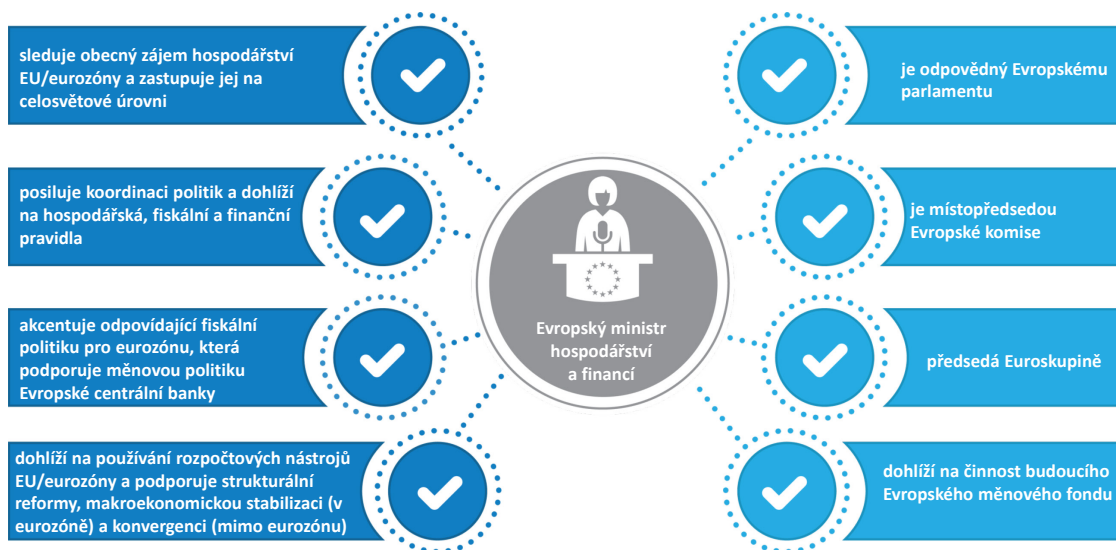 sleduje obecný zájem hospodářství
EU/eurozóny a zastupuje jej na
celosvětové úrovni
posiluje koordinaci politik a dohlíží
na hospodářská, fiskální a finanční
pravidla
akcentuje odpovídající fiskální
politiku pro eurozónu, která
podporuje měnovou politiku
Evropské centrální banky
dohlíží na používání rozpočtových nástrojů
EU/eurozóny a podporuje strukturální
reformy, makroekonomickou stabilizaci (v
eurozóně) a konvergenci (mimo eurozónu)
Evropský ministr
hospodářství
a financí
je odpovědný Evropskému
parlamentu
je místopředsedou
Evropské komise
předsedá Euroskupině
dohlíží na činnost budoucího
Evropského měnového fondu